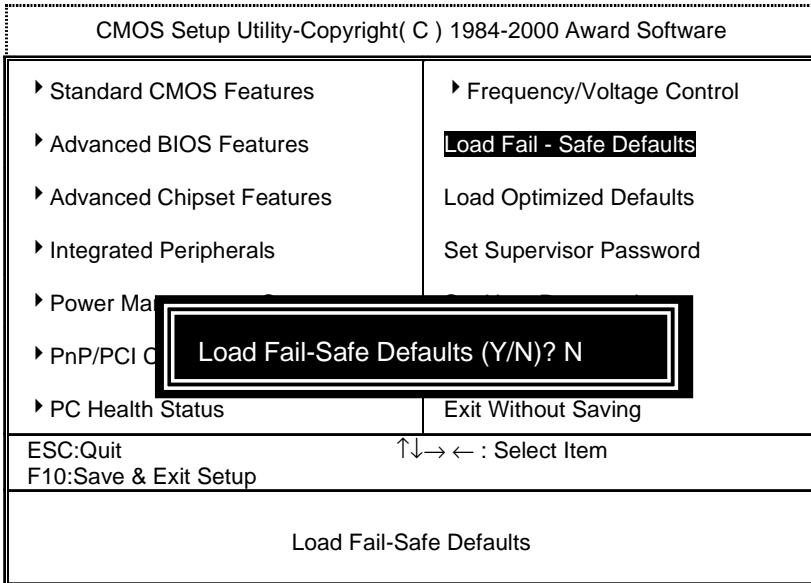 CMOS Setup Utility-Copyright( C ) 1984-2000 Award Software
Standard CMOS Features
Advanced BIOS Features
Advanced Chipset Features
Integrated Peripherals
Power
PnP/PCI
PC Health Status
Frequency/Voltage Control
Load Fail - Safe Defaults
Load Optimized Defaults
Set Supervisor Password
Exit Without Saving
Load Fail-Safe Defaults (Y/N)? N
ESC:Quit ↑↓→ ← : Select Item
F10:Save & Exit Setup
Load Fail-Safe Defaults